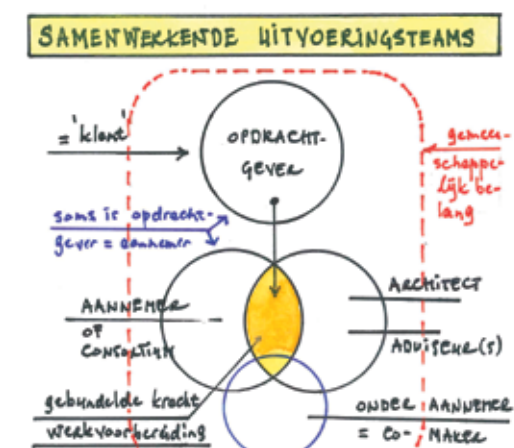 SAMENWERKENDE UITVOERINGSTEAMS
= 'klant'
OPDRACHT-
GEVER
gemeen-
schappe-
lijk be-
lang
soms is opdracht-
gever = aannemer
AANNEMER
OF
CONSORTIUM
ARCHITECT
ADVISEUR(S)
gebundelde kracht
werkvoorbereiding
ONDER AANNEMER
= CO- MAKER